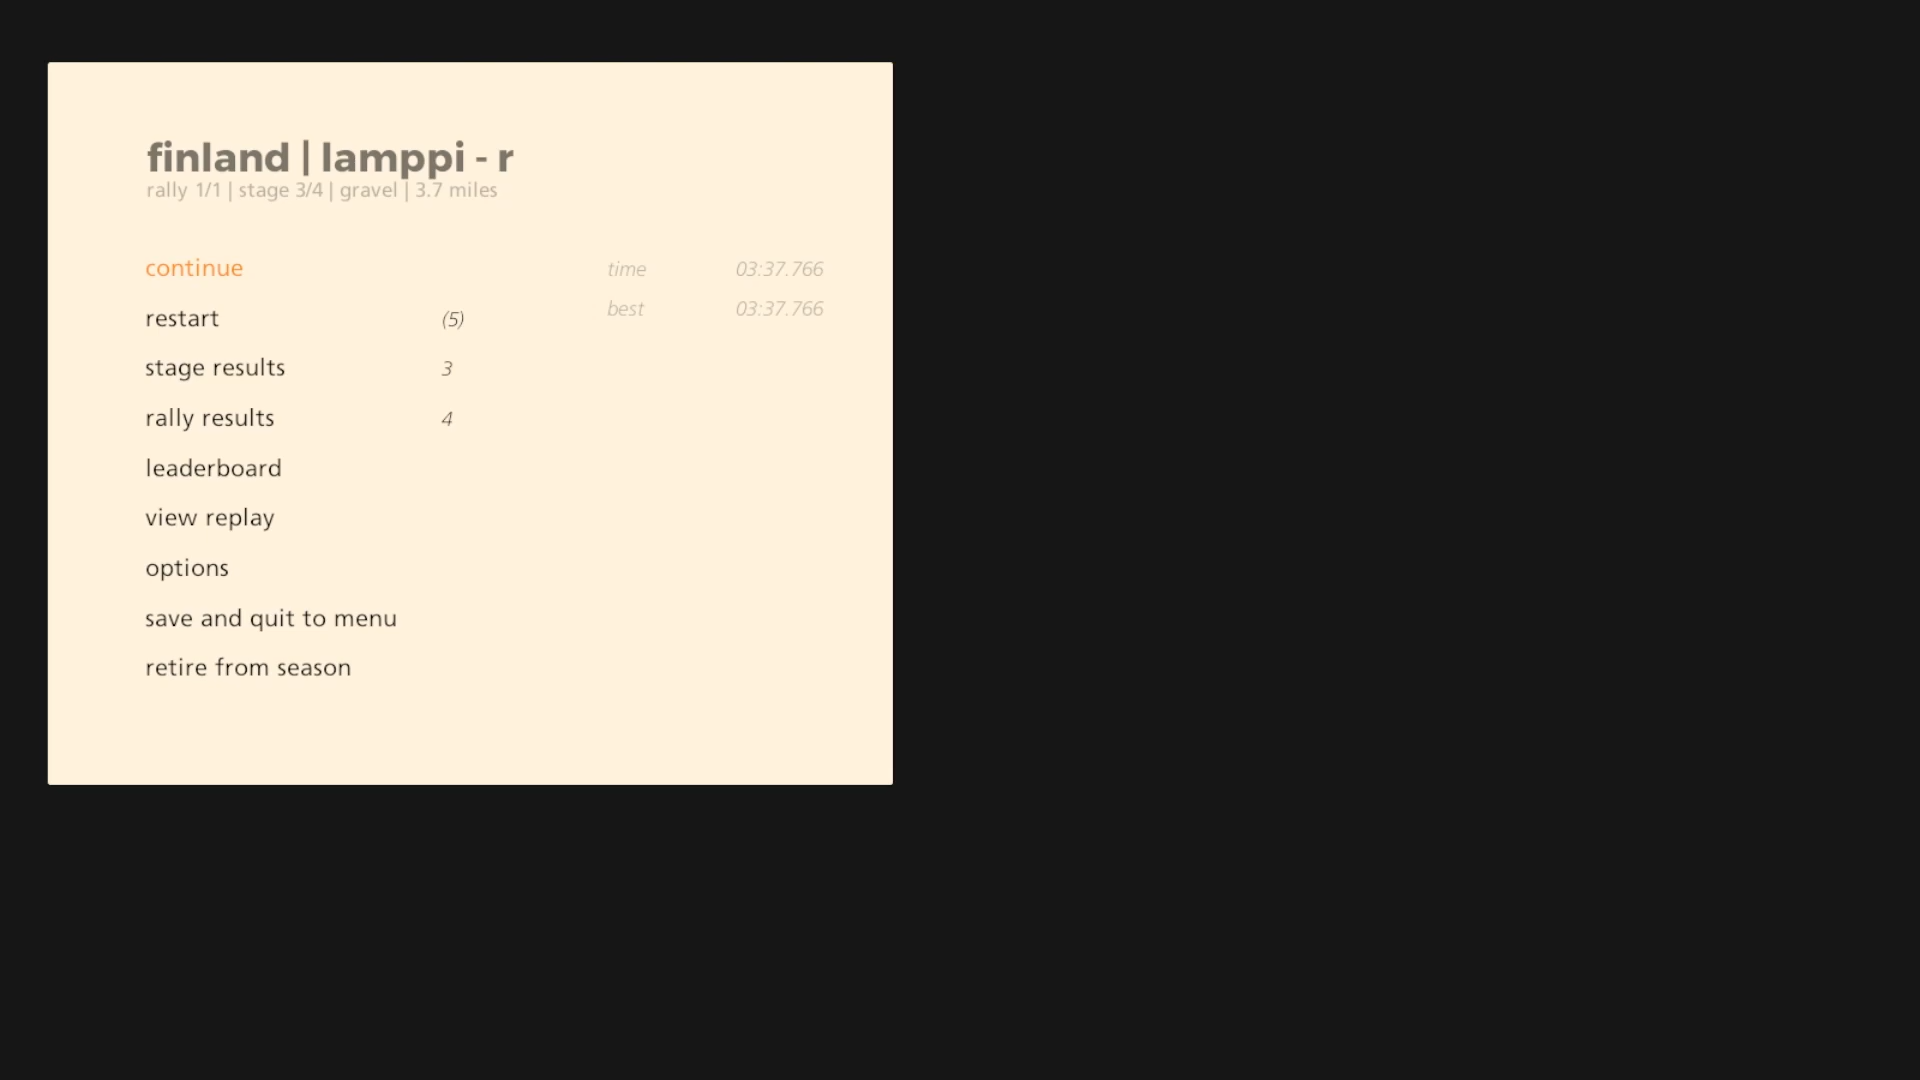 finland | lamppi - r
rally 1/1 | stage 3/4 | gravel | 3.7 miles
continue
time 03:37.766
best 03:37.766
restart (5)
stage results 3
rally results 4
leaderboard
view replay
options
save and quit to menu
retire from season